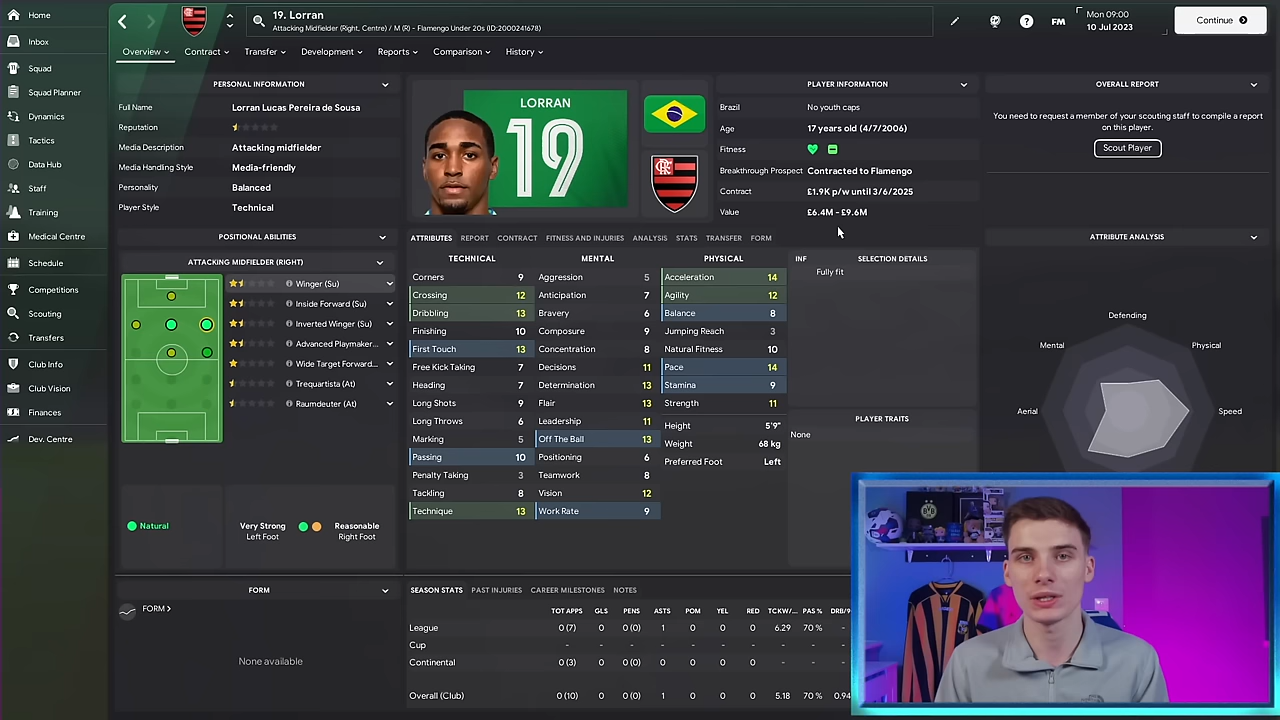 Home
Inbox
Squad
Squad Planner
Dynamics
Tactics
Data Hub
Staff
Training
Medical Centre
Schedule
Competitions
Scouting
Transfers
Club Info
Club Vision
Finances
Dev. Centre
19. Lorran
Attacking Midfielder (Right, Centre) / M (R) - Flamengo Under 20s (ID:2000241678)
FM
Mon 09:00
10 Jul 2023
Continue
Overview Contract Transfer Development Reports Comparison History
PERSONAL INFORMATION
Full Name Lorran Lucas Pereira de Sousa
Reputation
Media Description Attacking midfielder
Media Handling Style Media-friendly
Personality Balanced
Player Style Technical
LORRAN
19
PLAYER INFORMATION
Brazil No youth caps
Age 17 years old (4/7/2006)
Fitness
Breakthrough Prospect Contracted to Flamengo
Contract £1.9K p/w until 3/6/2025
Value £6.4M - £9.6M
OVERALL REPORT
You need to request a member of your scouting staff to compile a report
on this player.
Scout Player
POSITIONAL ABILITIES
ATTACKING MIDFIELDER (RIGHT)
Winger (Su)
Inside Forward (Su)
Inverted Winger (Su)
Advanced Playmaker...
Wide Target Forward...
Trequartista (At)
Raumdeuter (At)
Natural
Very Strong
Left Foot
Reasonable
Right Foot
ATTRIBUTES REPORT CONTRACT FITNESS AND INJURIES ANALYSIS STATS TRANSFER FORM
TECHNICAL MENTAL PHYSICAL
Corners 9 Aggression 5 Acceleration 14
Crossing 12 Anticipation 7 Agility 12
Dribbling 13 Bravery 6 Balance 8
Finishing 10 Composure 9 Jumping Reach 3
First Touch 13 Concentration 8 Natural Fitness 10
Free Kick Taking 7 Decisions 11 Pace 14
Heading 7 Determination 13 Stamina 9
Long Shots 9 Flair 13 Strength 11
Long Throws 6 Leadership 11 Height 5'9"
Marking 5 Off The Ball 13 Weight 68 kg
Passing 10 Positioning 6 Preferred Foot Left
Penalty Taking 3 Teamwork 8
Tackling 8 Vision 12
Technique 13 Work Rate 9
INF SELECTION DETAILS
Fully fit
PLAYER TRAITS
None
ATTRIBUTE ANALYSIS
Defending
Mental Physical
Aerial Speed
FORM
FORM
None available
SEASON STATS PAST INJURIES CAREER MILESTONES NOTES
TOT APPS GLS PENS ASTS POM YEL RED TCKW/... PAS % DRB/9
League 0 (7) 0 0 (0) 1 0 0 0 6.29 70 % -
Cup - - - - - - - - - -
Continental 0 (3) 0 0 (0) 0 0 0 0 - - -
Overall (Club) 0 (10) 0 0 (0) 1 0 0 0 5.18 70 % 0.94